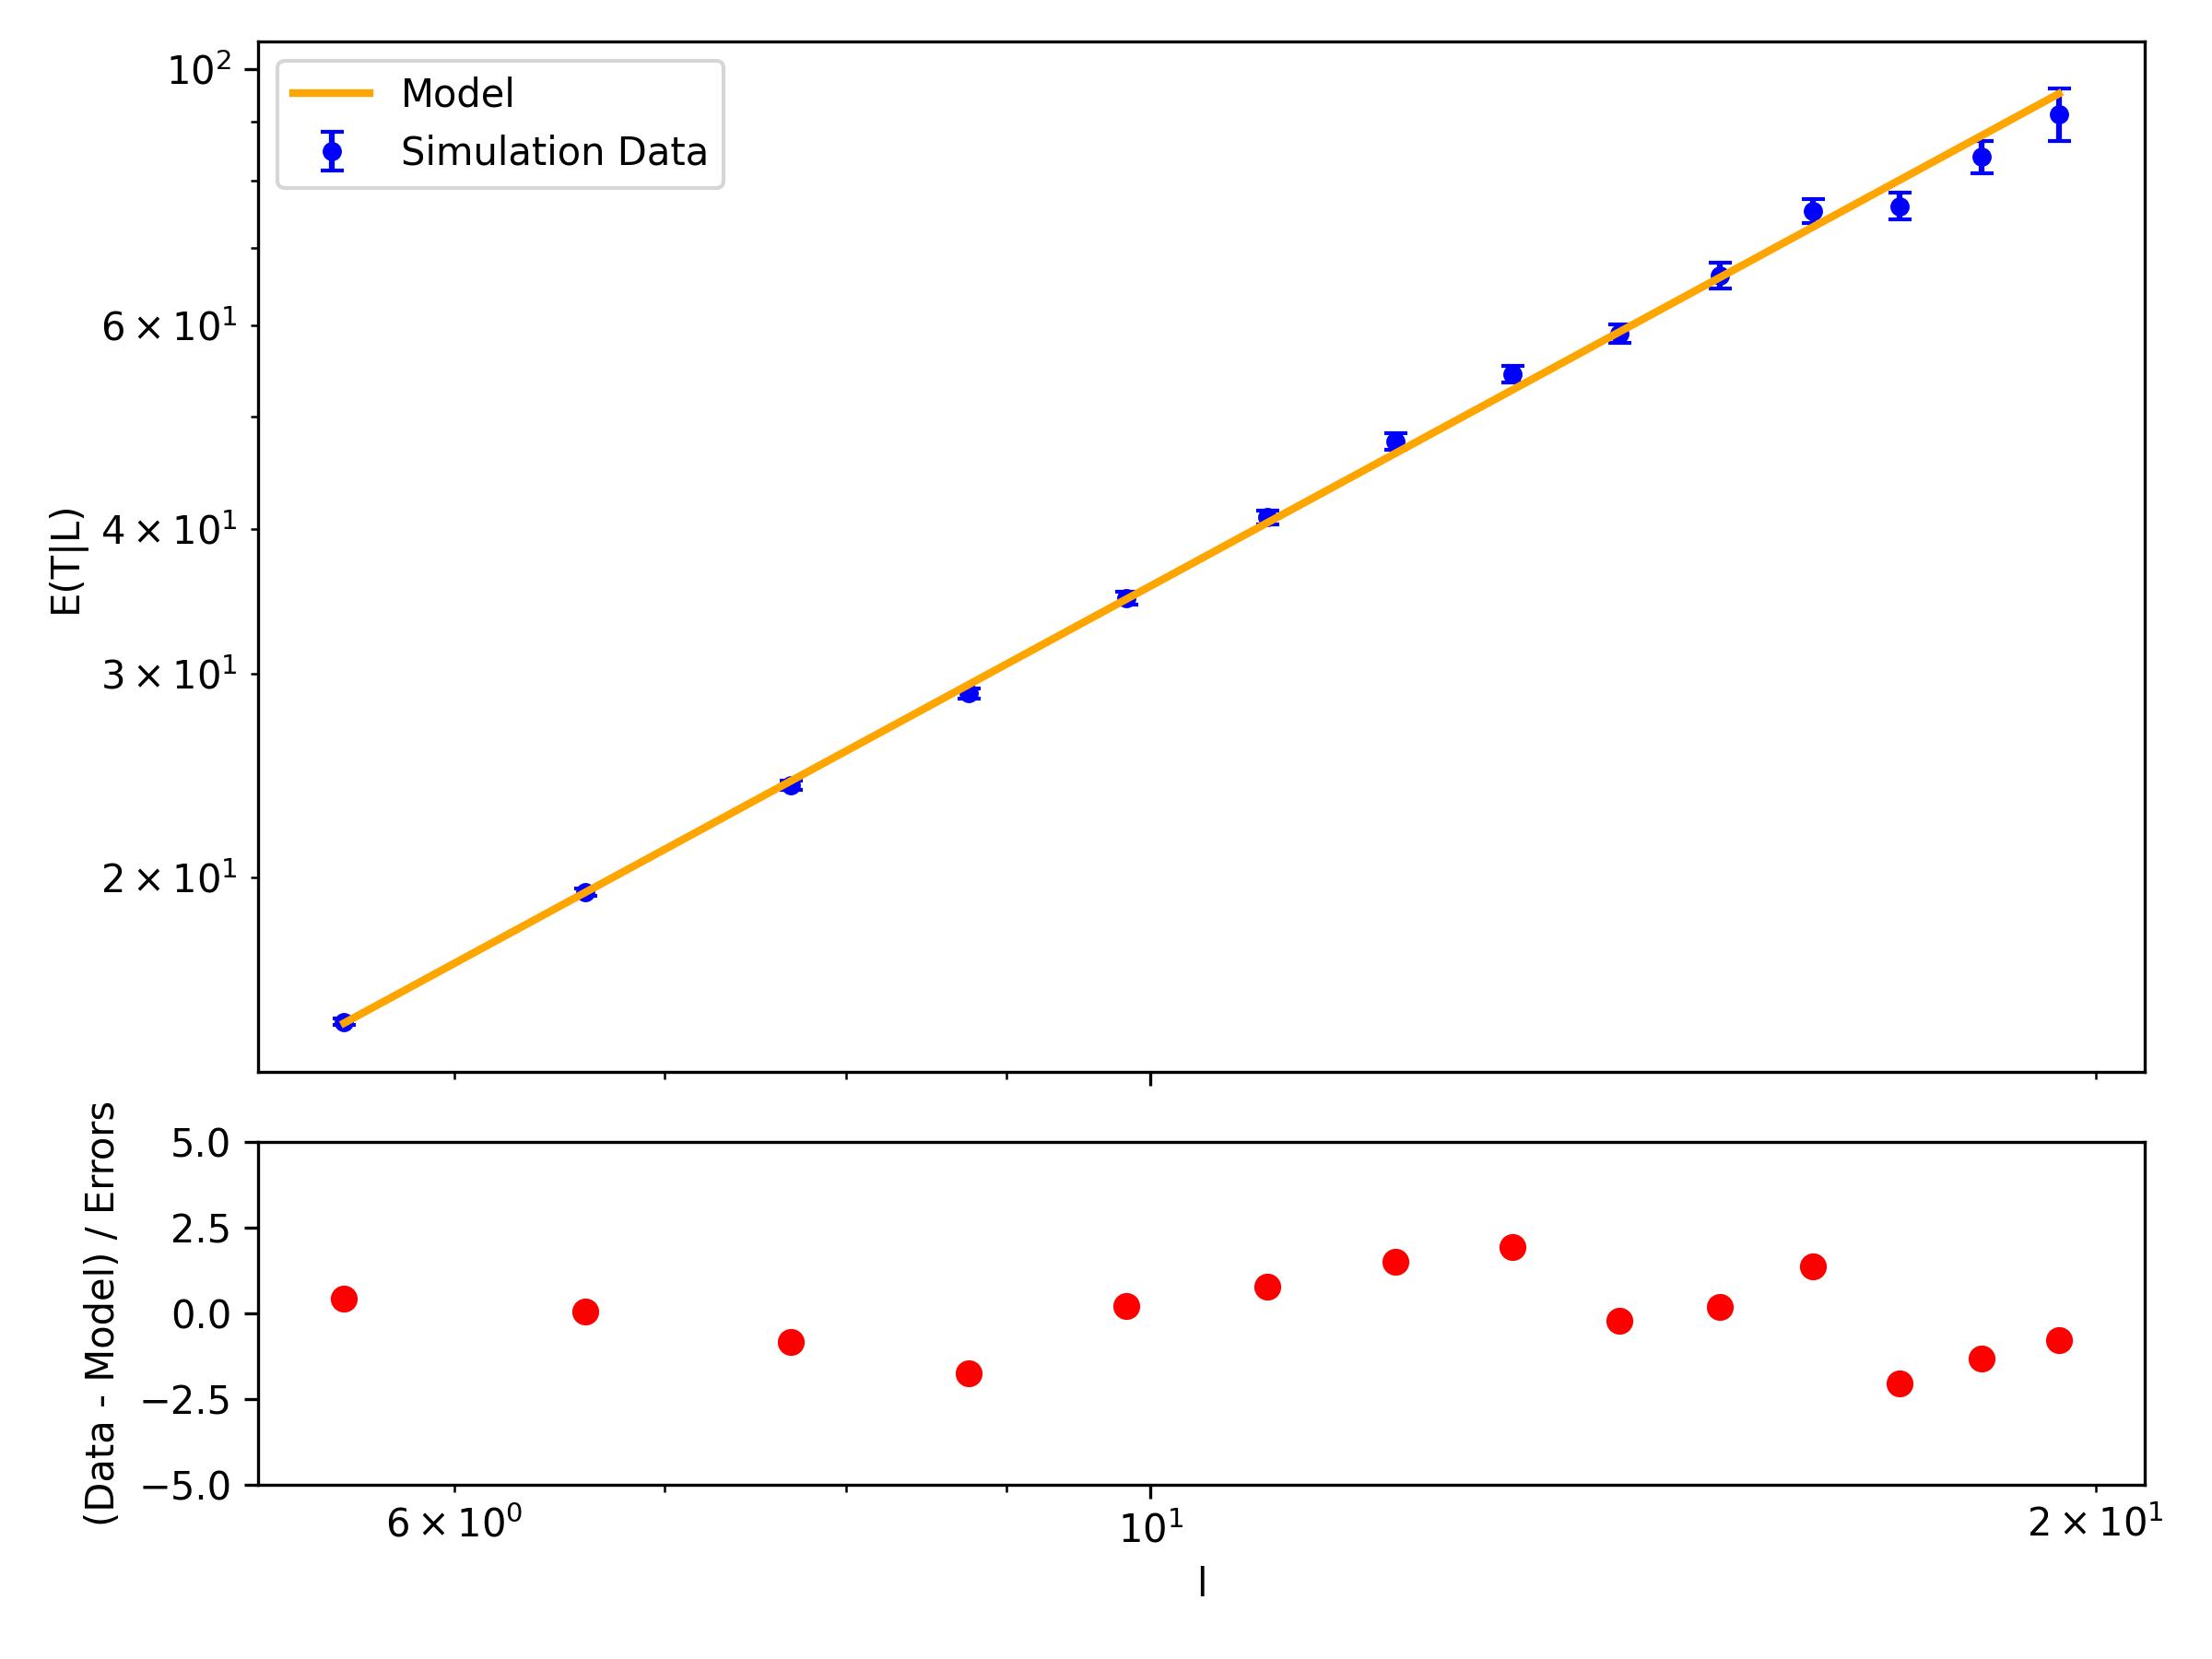 10²
Model
Simulation Data
6 × 10¹
4 × 10¹
3 × 10¹
2 × 10¹
E(T|L)
5.0
2.5
0.0
−2.5
−5.0
(Data - Model) / Errors
6 × 10⁰
10¹
2 × 10¹
l